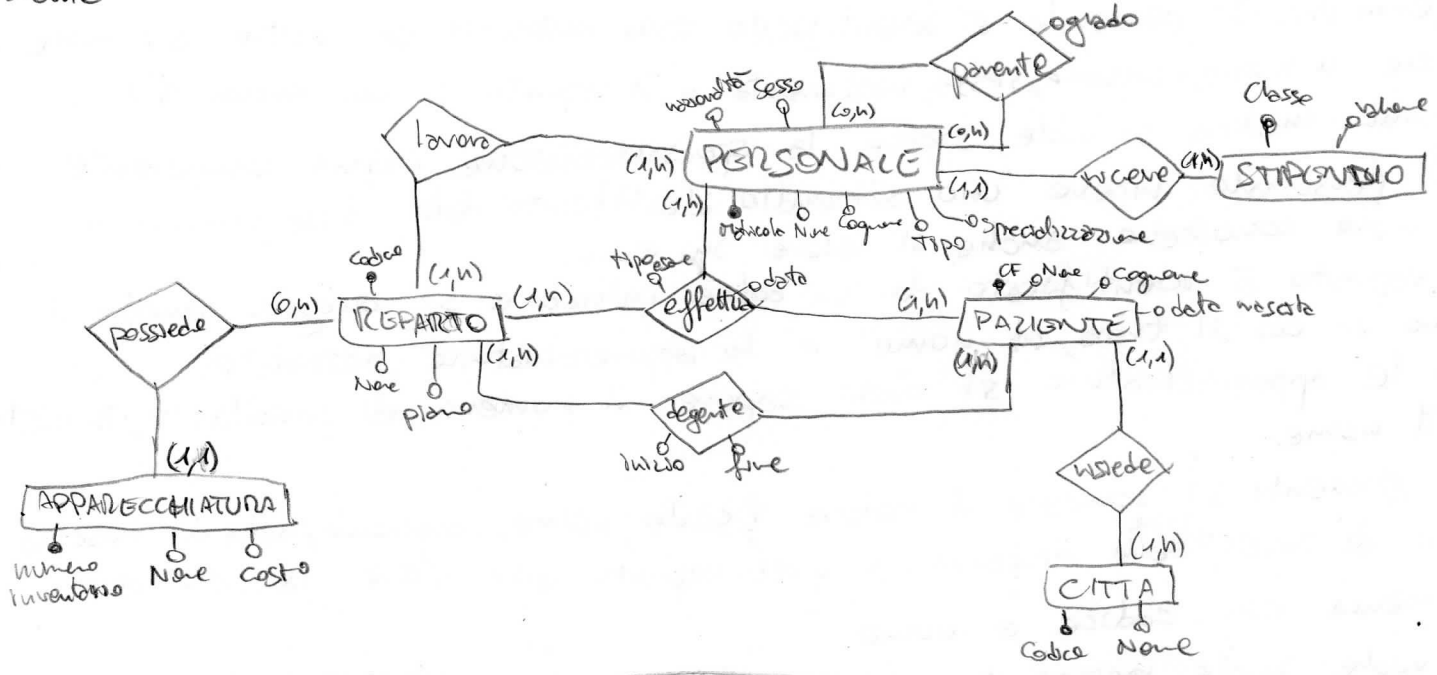 grado
parente
nazionalità sesso
(0,n)
Classe
valore
lavora
(0,n)
(1,n)
PERSONALE
(1,1)
riceve
(1,n)
STIPENDIO
(1,n)
matricola Nome Cognome
tipo
specializzazione
codice
(1,n)
tipo esame
data
CF Nome Cognome
data nascita
possiede
(0,n)
REPARTO
(1,n)
effettua
(1,n)
PAZIENTE
Nome
piano
(1,n)
(1,n)
(1,1)
degente
inizio
fine
(1,1)
risiede
APPARECCHIATURA
numero
inventario
Nome
costo
(1,n)
CITTA
Codice
Nome